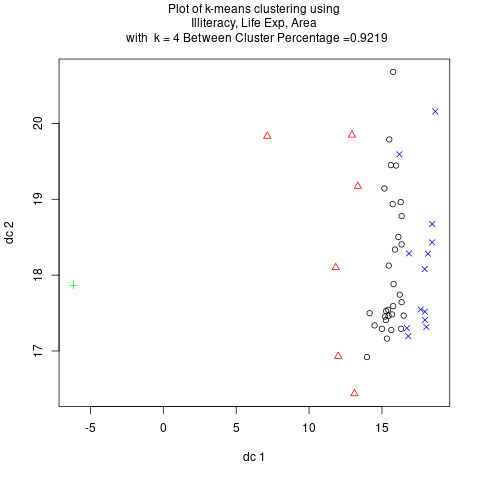 Plot of k-means clustering using
Illiteracy, Life Exp, Area
with  k = 4 Between Cluster Percentage =0.9219
dc 2
20
19
18
17
-5
0
5
10
15
dc 1